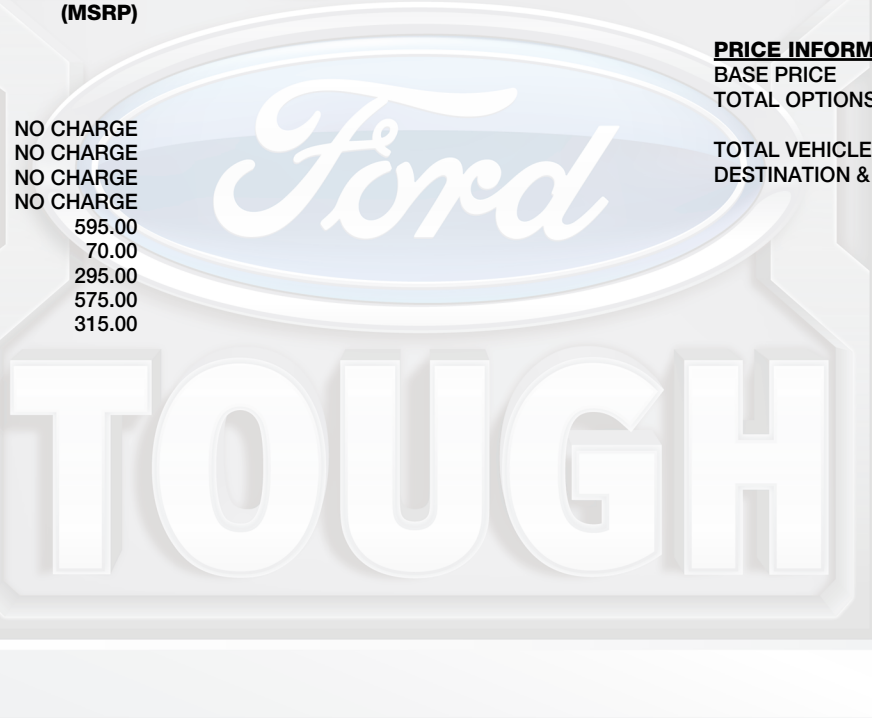 (MSRP)
NO CHARGE
NO CHARGE
NO CHARGE
NO CHARGE
595.00
70.00
295.00
575.00
315.00
PRICE INFORM
BASE PRICE
TOTAL OPTIONS
TOTAL VEHICLE
DESTINATION &
Ford
TOUGH